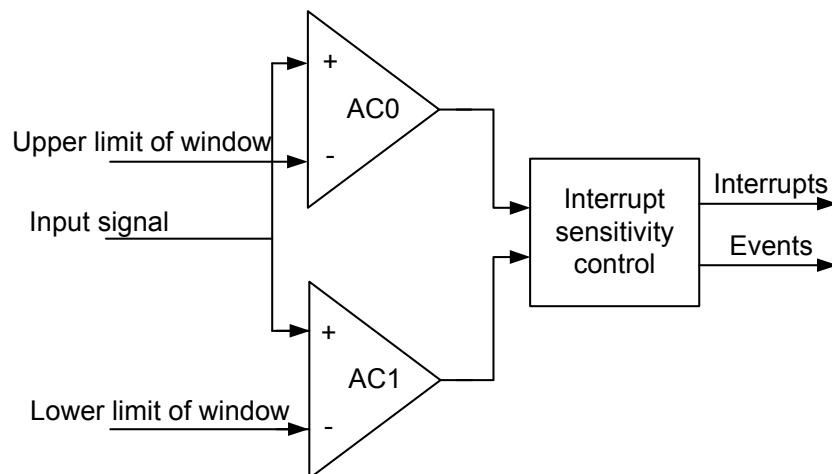 +
AC0
Upper limit of window
-
Input signal
Interrupt
sensitivity
control
Interrupts
Events
+
AC1
Lower limit of window
-